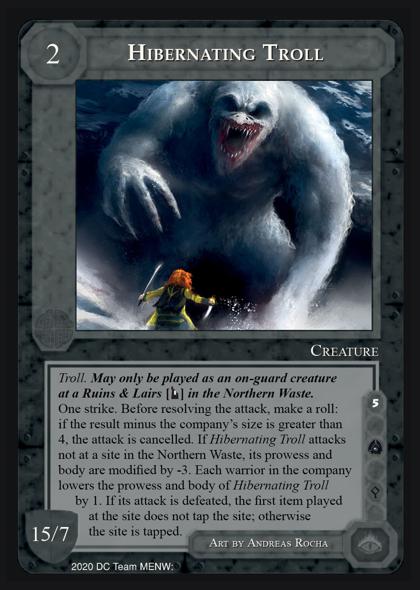 2
HIBERNATING TROLL
CREATURE
Troll. May only be played as an on-guard creature
at a Ruins & Lairs [] in the Northern Waste.
One strike. Before resolving the attack, make a roll:
if the result minus the company's size is greater than
4, the attack is cancelled. If Hibernating Troll attacks
not at a site in the Northern Waste, its prowess and
body are modified by -3. Each warrior in the company
lowers the prowess and body of Hibernating Troll
by 1. If its attack is defeated, the first item played
at the site does not tap the site; otherwise
the site is tapped.
5
15/7
ART BY ANDREAS ROCHA
2020 DC Team MENW: